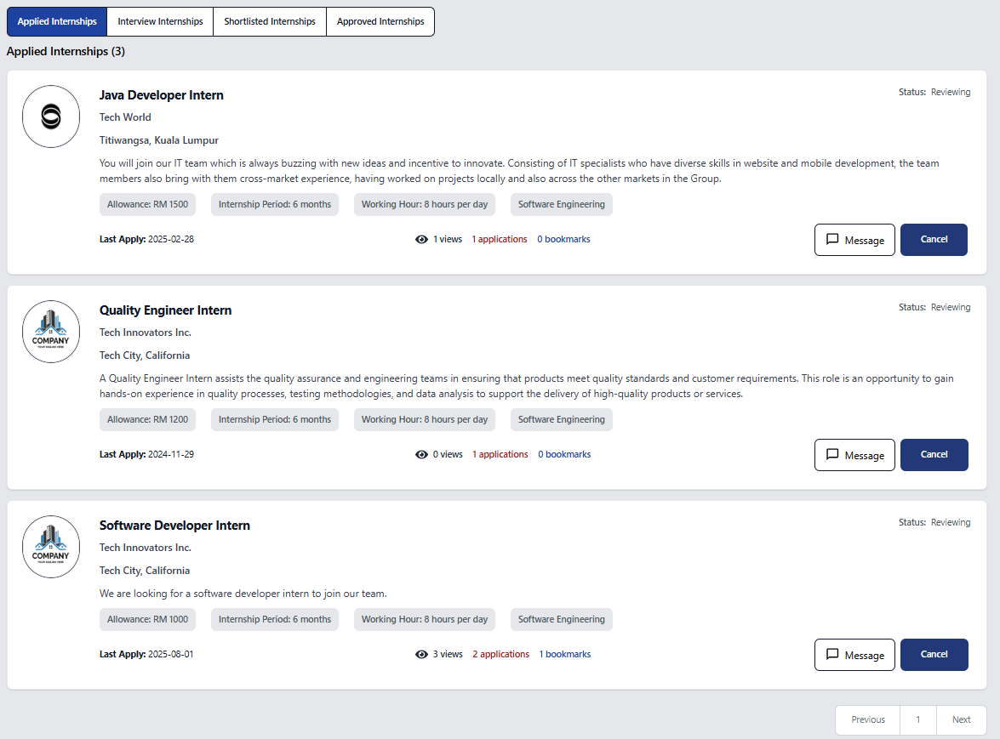 Applied Internships Interview Internships Shortlisted Internships Approved Internships
Applied Internships (3)
Java Developer Intern
Status: Reviewing
Tech World
Titiwangsa, Kuala Lumpur
You will join our IT team which is always buzzing with new ideas and incentive to innovate. Consisting of IT specialists who have diverse skills in website and mobile development, the team
members also bring with them cross-market experience, having worked on projects locally and also across the other markets in the Group.
Allowance: RM 1500 Internship Period: 6 months Working Hour: 8 hours per day Software Engineering
Last Apply: 2025-02-28 1 views 1 applications 0 bookmarks Message Cancel
Quality Engineer Intern
Status: Reviewing
COMPANY
Tech Innovators Inc.
Tech City, California
A Quality Engineer Intern assists the quality assurance and engineering teams in ensuring that products meet quality standards and customer requirements. This role is an opportunity to gain
hands-on experience in quality processes, testing methodologies, and data analysis to support the delivery of high-quality products or services.
Allowance: RM 1200 Internship Period: 6 months Working Hour: 8 hours per day Software Engineering
Last Apply: 2024-11-29 0 views 1 applications 0 bookmarks Message Cancel
Software Developer Intern
Status: Reviewing
COMPANY
Tech Innovators Inc.
Tech City, California
We are looking for a software developer intern to join our team.
Allowance: RM 1000 Internship Period: 6 months Working Hour: 8 hours per day Software Engineering
Last Apply: 2025-08-01 3 views 2 applications 1 bookmarks Message Cancel
Previous 1 Next